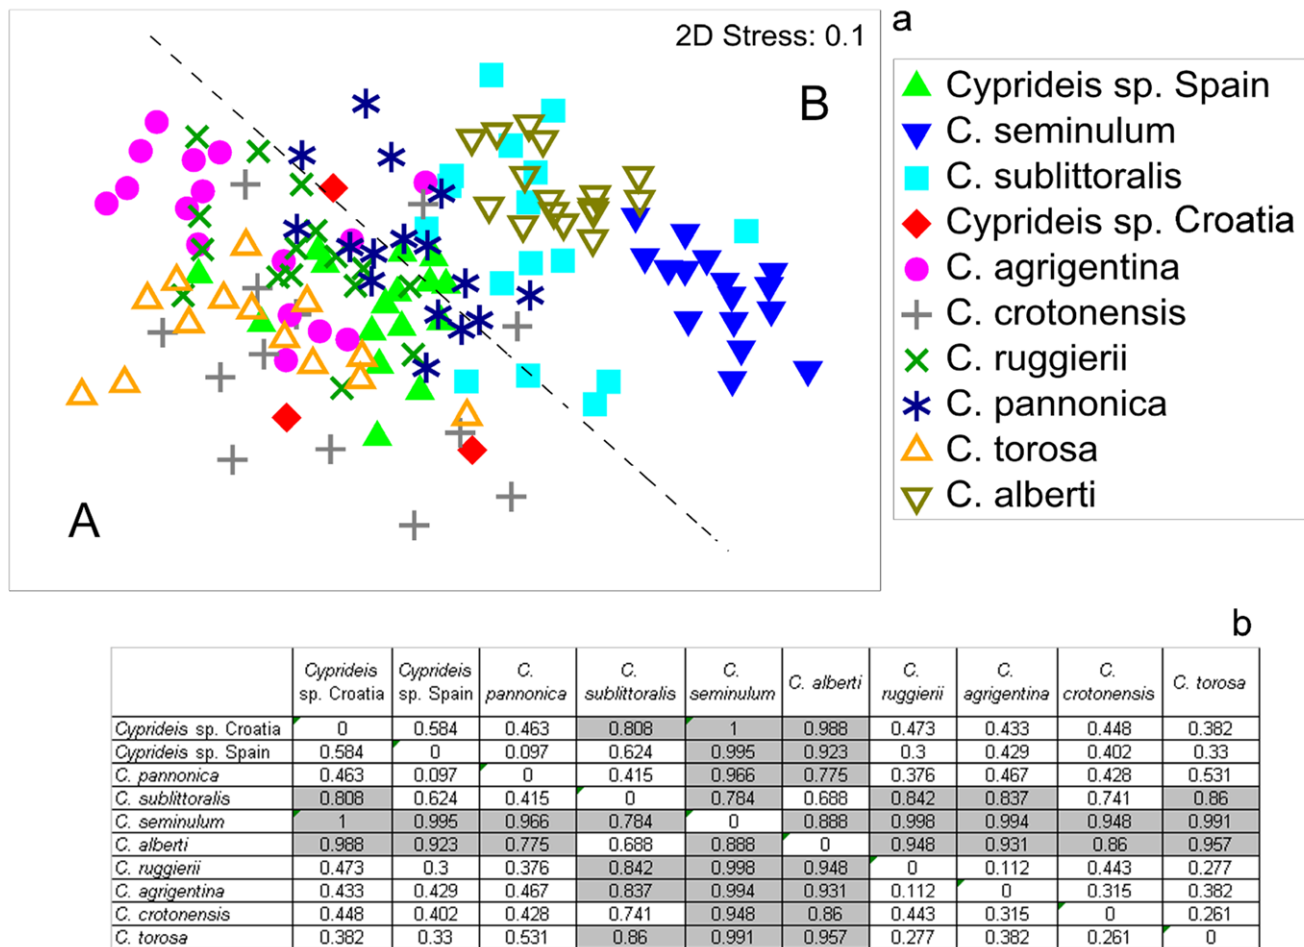 2D Stress: 0.1
a
B
A
Cyprideis sp. Spain
C. seminulum
C. sublittoralis
Cyprideis sp. Croatia
C. agrigentina
C. crotonensis
C. ruggierii
C. pannonica
C. torosa
C. alberti
b
Cyprideis sp. Croatia Cyprideis sp. Spain C. pannonica C. sublittoralis C. seminulum C. alberti C. ruggierii C. agrigentina C. crotonensis C. torosa
Cyprideis sp. Croatia 0 0.584 0.463 0.808 1 0.988 0.473 0.433 0.448 0.382
Cyprideis sp. Spain 0.584 0 0.097 0.624 0.995 0.923 0.3 0.429 0.402 0.33
C. pannonica 0.463 0.097 0 0.415 0.966 0.775 0.376 0.467 0.428 0.531
C. sublittoralis 0.808 0.624 0.415 0 0.784 0.688 0.842 0.837 0.741 0.86
C. seminulum 1 0.995 0.966 0.784 0 0.888 0.998 0.994 0.948 0.991
C. alberti 0.988 0.923 0.775 0.688 0.888 0 0.948 0.931 0.86 0.957
C. ruggierii 0.473 0.3 0.376 0.842 0.998 0.948 0 0.112 0.443 0.277
C. agrigentina 0.433 0.429 0.467 0.837 0.994 0.931 0.112 0 0.315 0.382
C. crotonensis 0.448 0.402 0.428 0.741 0.948 0.86 0.443 0.315 0 0.261
C. torosa 0.382 0.33 0.531 0.86 0.991 0.957 0.277 0.382 0.261 0